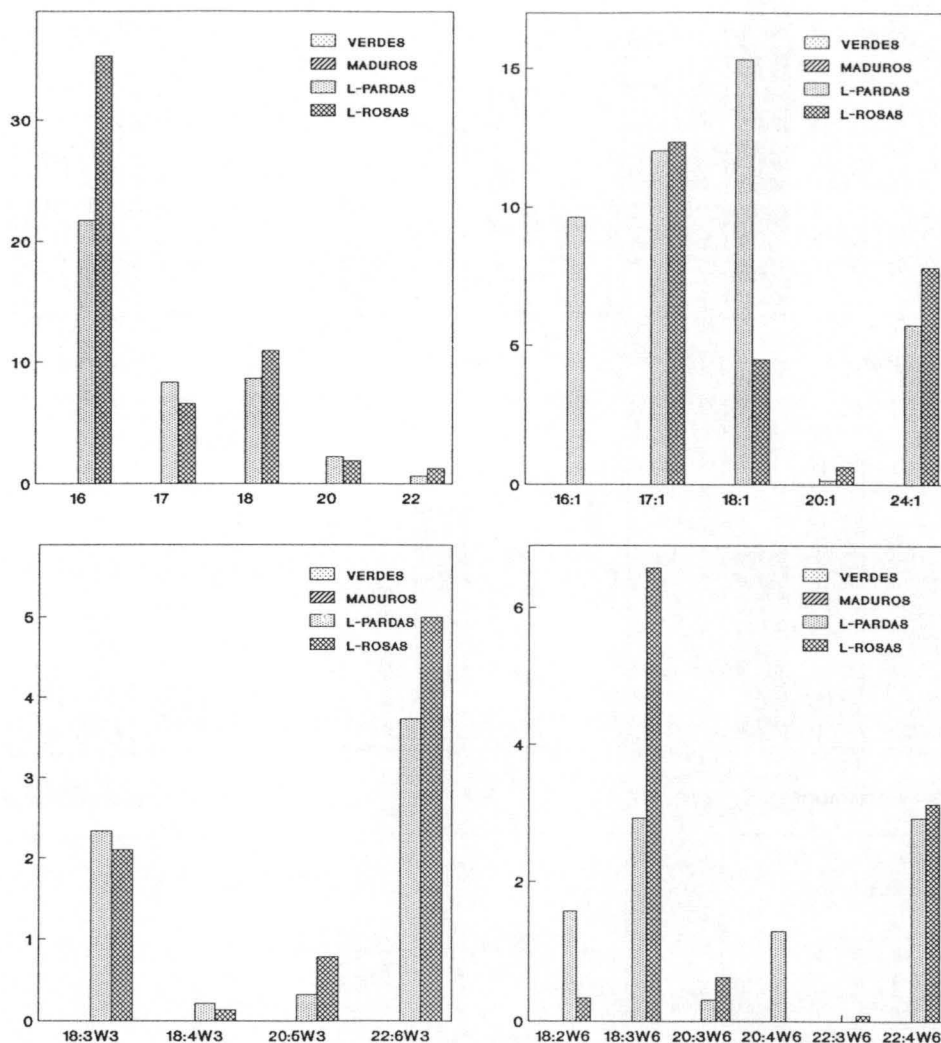 VERDES
MADUROS
L-PARDAS
L-ROSAS
30
20
10
0
16 17 18 20 22
VERDES
MADUROS
L-PARDAS
L-ROSAS
15
10
5
0
16:1 17:1 18:1 20:1 24:1
VERDES
MADUROS
L-PARDAS
L-ROSAS
5
4
3
2
1
0
18:3W3 18:4W3 20:5W3 22:6W3
VERDES
MADUROS
L-PARDAS
L-ROSAS
6
4
2
0
18:2W6 18:3W6 20:3W6 20:4W6 22:3W6 22:4W6